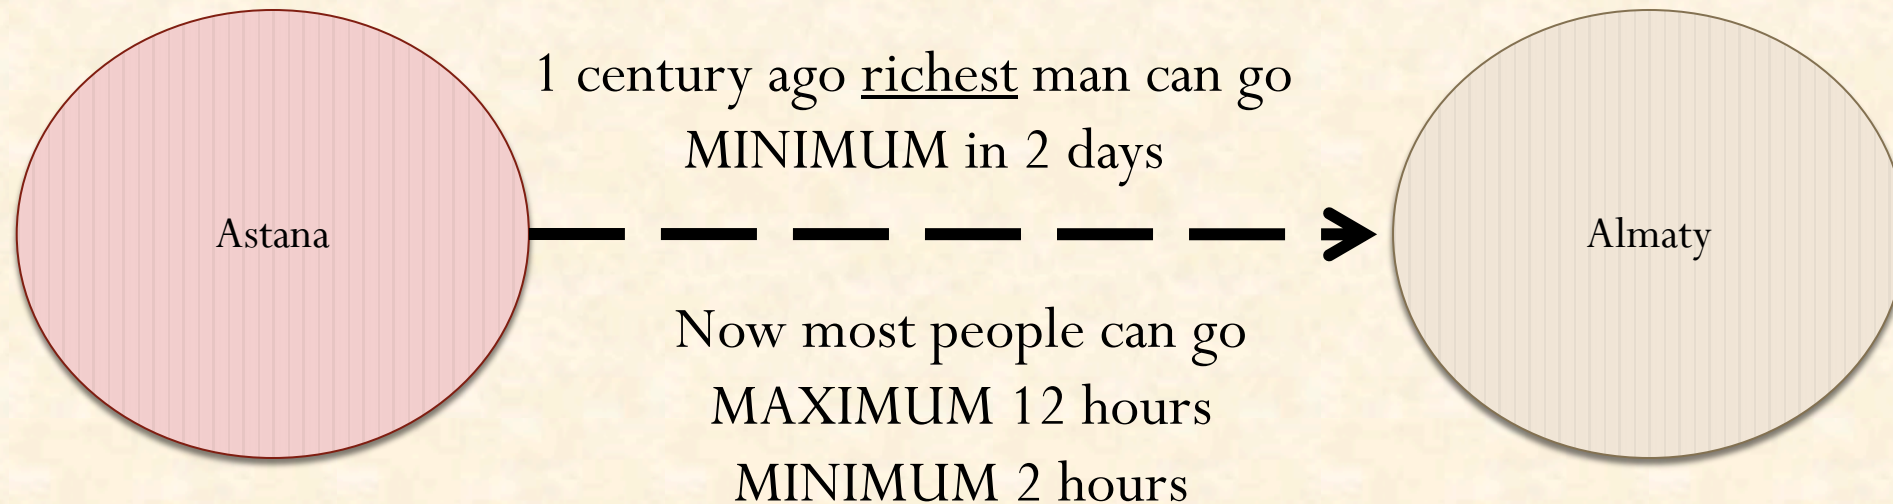 1 century ago richest man can go
MINIMUM in 2 days
Astana
Almaty
Now most people can go
MAXIMUM 12 hours
MINIMUM 2 hours